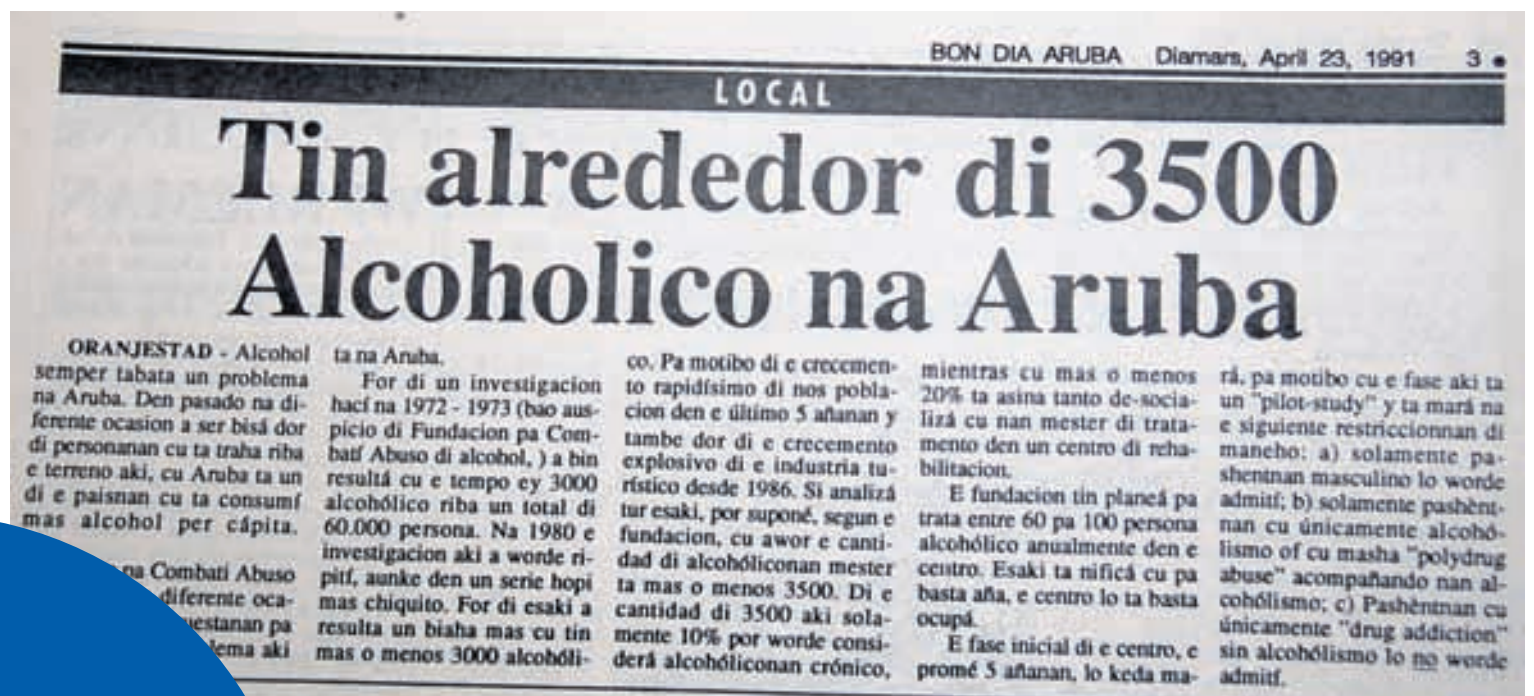 BON DIA ARUBA Diamars, April 23, 1991 3
LOCAL
Tin alrededor di 3500
Alcoholico na Aruba
ORANJESTAD - Alcohol
semper tabata un problema
na Aruba. Den pasado na di-
ferente ocasion a ser bisá dor
di personanan cu ta traha riba
e terreno aki, cu Aruba ta un
di e paisnan cu ta consumí
mas alcohol per cápita.
na Combati Abuso
diferente oca-
uestanan pa
lema aki
ta na Aruba.
For di un investigacion
hací na 1972 - 1973 (bao aus-
picio di Fundacion pa Com-
batí Abuso di alcohol, ) a bin
resultá cu e tempo ey 3000
alcohólico riba un total di
60.000 persona. Na 1980 e
investigacion aki a worde ri-
pití, aunke den un serie hopi
mas chiquito. For di esaki a
resulta un biaha mas cu tin
mas o menos 3000 alcohóli-
co. Pa motibo di e crecemen-
to rapidísimo di nos pobla-
cion den e último 5 añanan y
tambe dor di e crecemento
explosivo di e industria tu-
rístico desde 1986. Si analizá
tur esaki, por suponé, segun e
fundacion, cu awor e canti-
dad di alcohóliconan mester
ta mas o menos 3500. Di e
cantidad di 3500 aki sola-
mente 10% por worde consi-
derá alcohóliconan crónico,
mientras cu mas o menos
20% ta asina tanto de-socia-
lizá cu nan mester di trata-
mento den un centro di reha-
bilitacion.
E fundacion tin planeá pa
trata entre 60 pa 100 persona
alcohólico anualmente den e
centro. Esaki ta nificá cu pa
basta aña, e centro lo ta basta
ocupá.
E fase inicial di e centro, e
promé 5 añanan, lo keda ma-
rá, pa motibo cu e fase aki ta
un "pilot-study" y ta mará na
e siguiente restriccionnan di
maneho: a) solamente pa-
shentnan masculino lo worde
admití; b) solamente pashènt-
nan cu únicamente alcohó-
lismo of cu masha "polydrug
abuse" acompañando nan al-
cohólismo; c) Pashèntnan cu
únicamente "drug addiction"
sin alcohólismo lo no worde
admití.